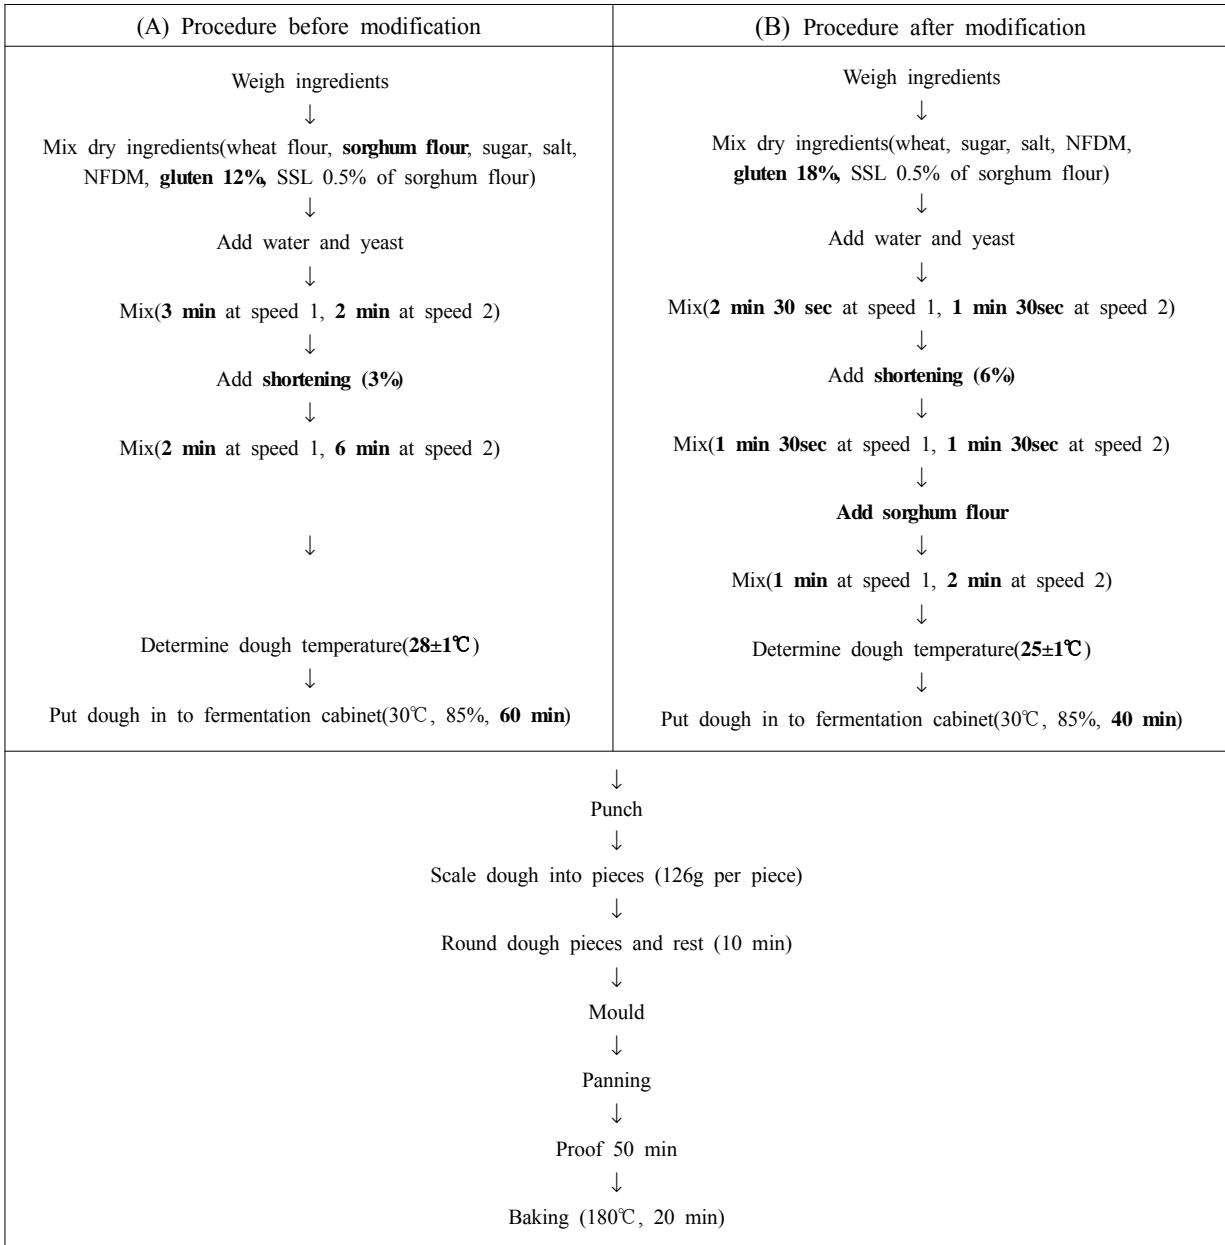 (A) Procedure before modification
Weigh ingredients
↓
Mix dry ingredients(wheat flour, sorghum flour, sugar, salt,
NFDM, gluten 12%, SSL 0.5% of sorghum flour)
↓
Add water and yeast
↓
Mix(3 min at speed 1, 2 min at speed 2)
↓
Add shortening (3%)
↓
Mix(2 min at speed 1, 6 min at speed 2)
↓
Determine dough temperature(28±1℃)
↓
Put dough in to fermentation cabinet(30℃, 85%, 60 min)
(B) Procedure after modification
Weigh ingredients
↓
Mix dry ingredients(wheat, sugar, salt, NFDM,
gluten 18%, SSL 0.5% of sorghum flour)
↓
Add water and yeast
↓
Mix(2 min 30 sec at speed 1, 1 min 30sec at speed 2)
↓
Add shortening (6%)
↓
Mix(1 min 30sec at speed 1, 1 min 30sec at speed 2)
↓
Add sorghum flour
↓
Mix(1 min at speed 1, 2 min at speed 2)
↓
Determine dough temperature(25±1℃)
↓
Put dough in to fermentation cabinet(30℃, 85%, 40 min)
↓
Punch
↓
Scale dough into pieces (126g per piece)
↓
Round dough pieces and rest (10 min)
↓
Mould
↓
Panning
↓
Proof 50 min
↓
Baking (180℃, 20 min)